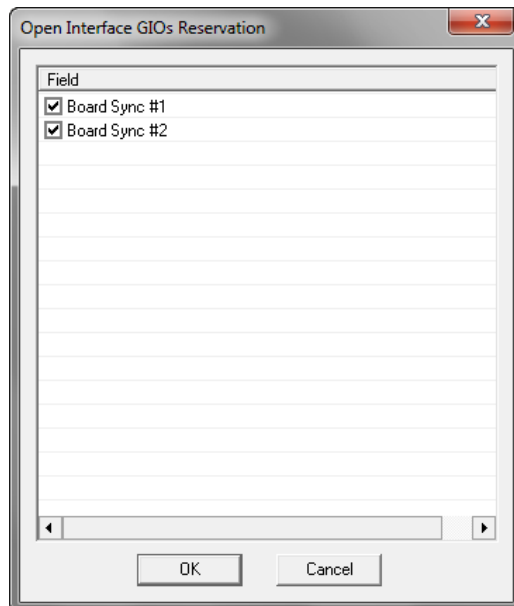 Open Interface GIOs Reservation
Field
Board Sync #1
Board Sync #2
OK
Cancel